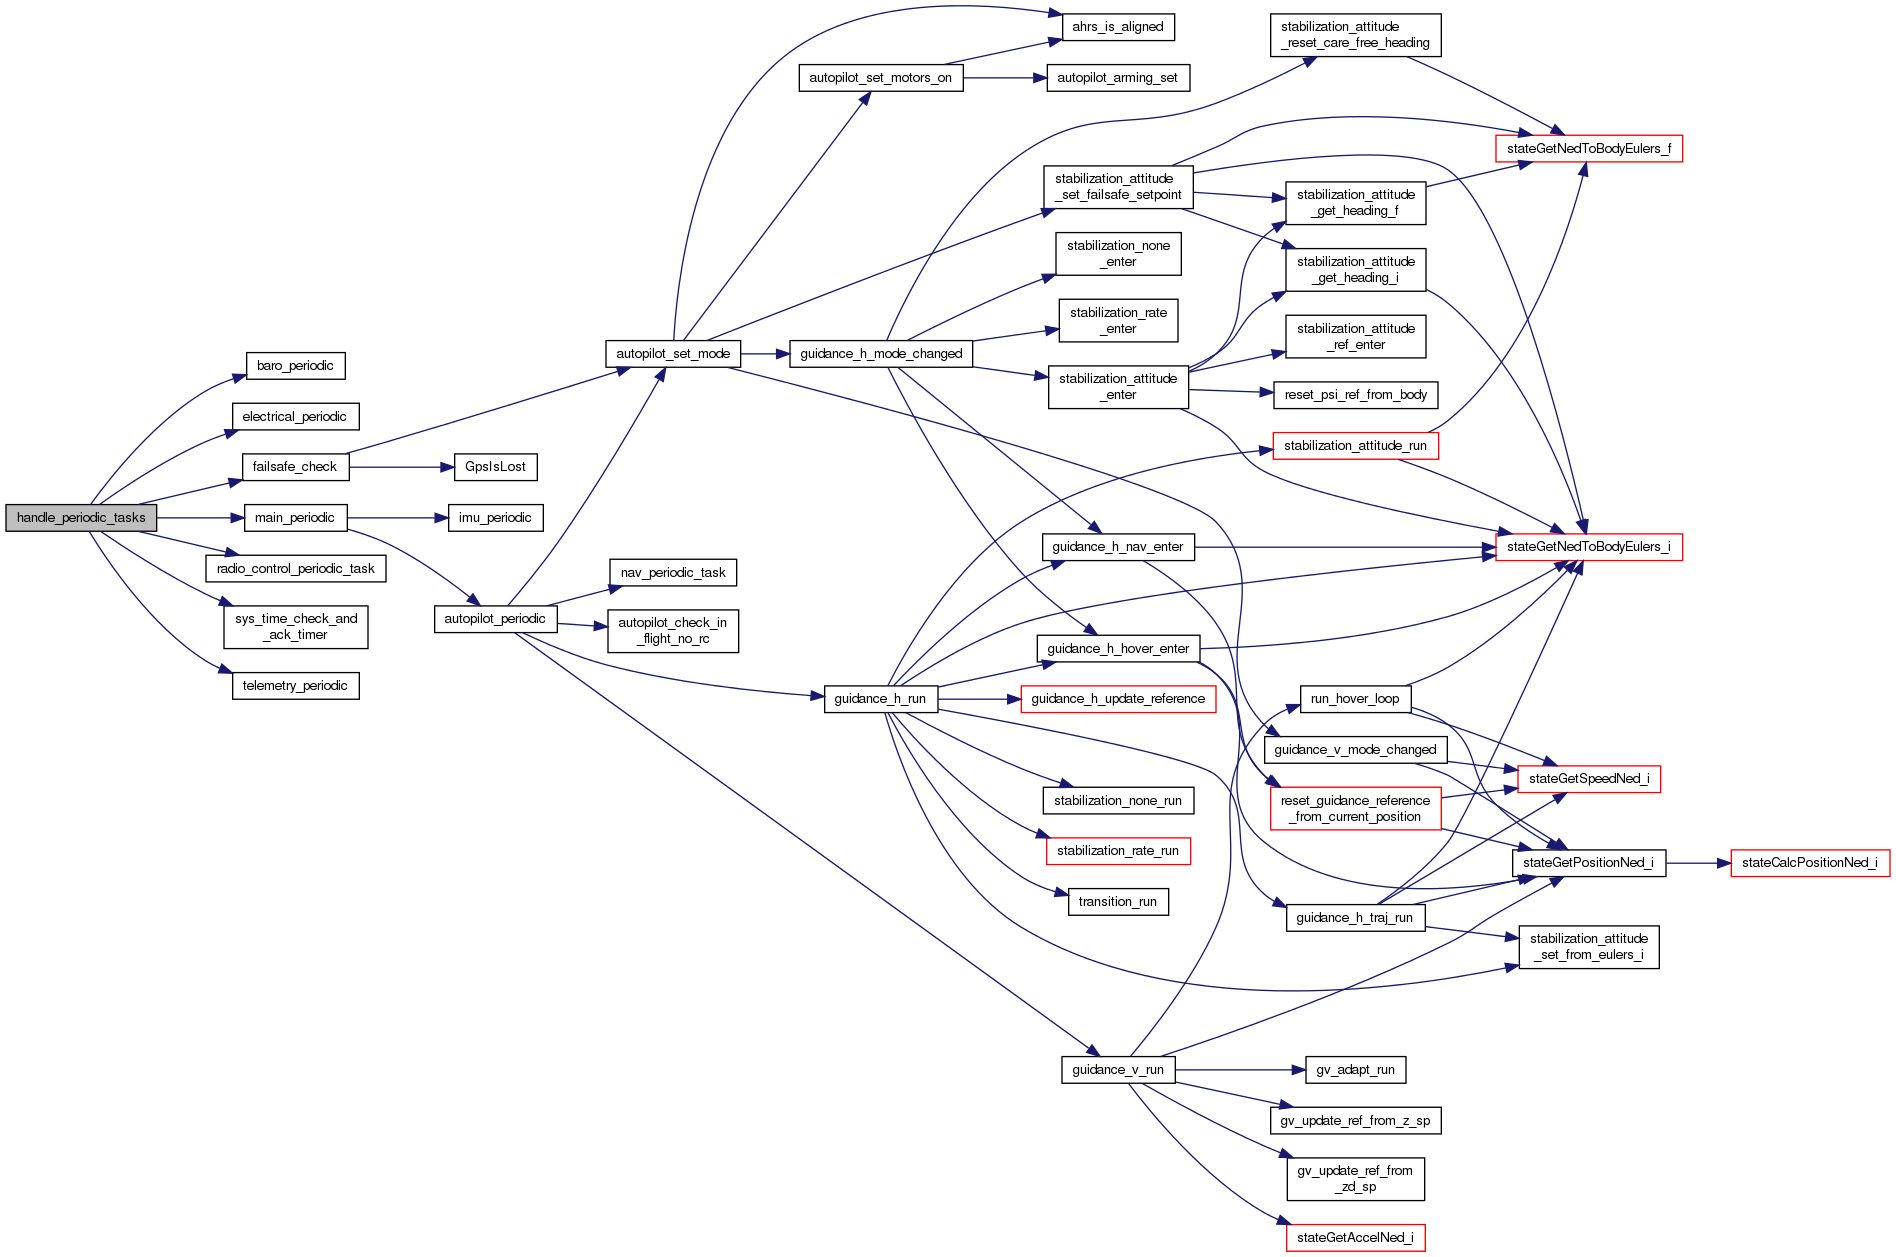 handle_periodic_tasks
baro_periodic
electrical_periodic
failsafe_check
main_periodic
radio_control_periodic_task
sys_time_check_and
_ack_timer
telemetry_periodic
GpsIsLost
imu_periodic
autopilot_periodic
autopilot_set_mode
nav_periodic_task
autopilot_check_in
_flight_no_rc
autopilot_set_motors_on
guidance_h_mode_changed
guidance_h_run
ahrs_is_aligned
autopilot_arming_set
stabilization_attitude
_set_failsafe_setpoint
stabilization_none
_enter
stabilization_rate
_enter
stabilization_attitude
_enter
guidance_h_nav_enter
guidance_h_hover_enter
guidance_h_update_reference
stabilization_none_run
stabilization_rate_run
transition_run
guidance_v_run
stabilization_attitude
_reset_care_free_heading
stabilization_attitude
_get_heading_f
stabilization_attitude
_get_heading_i
stabilization_attitude
_ref_enter
reset_psi_ref_from_body
stabilization_attitude_run
run_hover_loop
guidance_v_mode_changed
reset_guidance_reference
_from_current_position
guidance_h_traj_run
gv_adapt_run
gv_update_ref_from_z_sp
gv_update_ref_from
_zd_sp
stateGetAccelNed_i
stateGetNedToBodyEulers_f
stateGetNedToBodyEulers_i
stateGetSpeedNed_i
stateGetPositionNed_i
stabilization_attitude
_set_from_eulers_i
stateCalcPositionNed_i